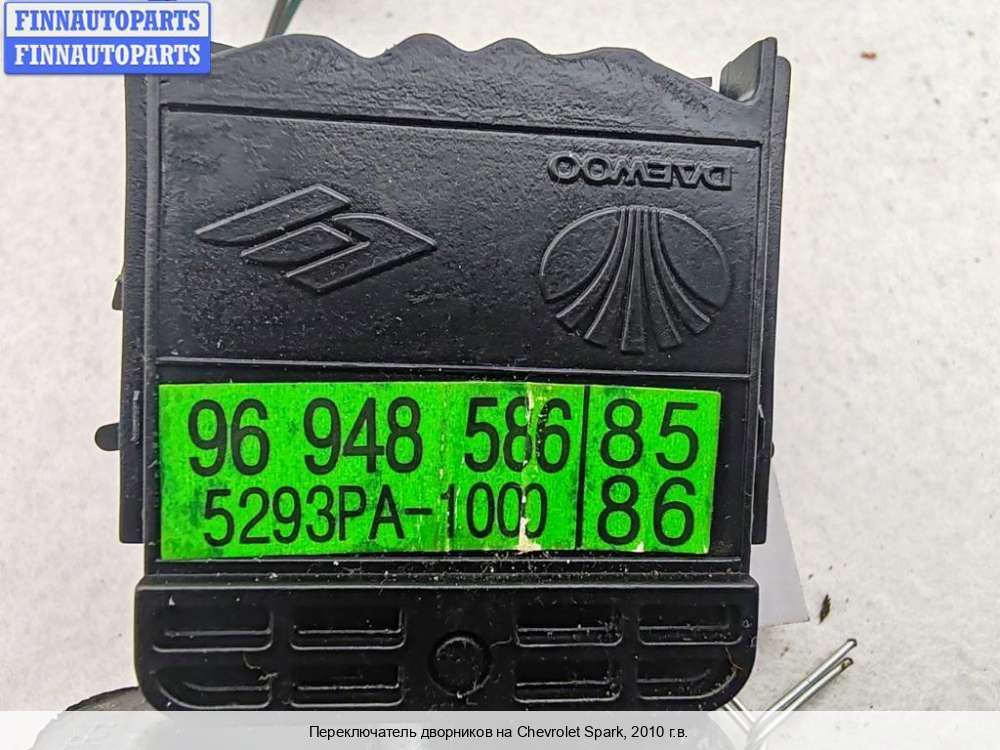 FINNAUTOPARTS
FINNAUTOPARTS
DAEWOO
96 948 586 85
5293PA-1000 86
Переключатель дворников на Chevrolet Spark, 2010 г.в.